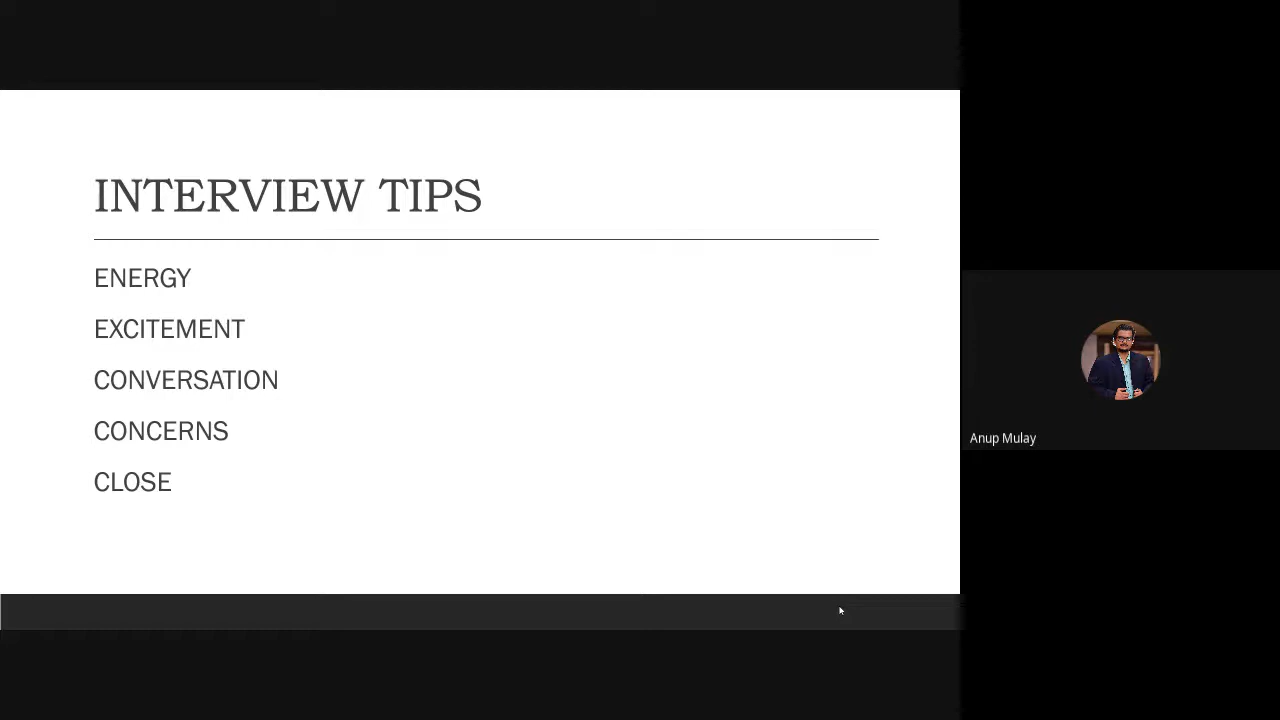 INTERVIEW TIPS
ENERGY
EXCITEMENT
CONVERSATION
CONCERNS
CLOSE
Anup Mulay